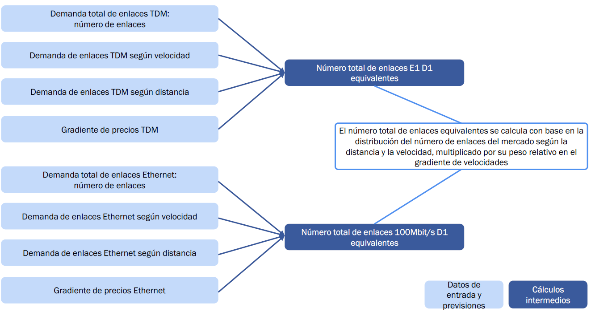 Demanda total de enlaces TDM:
número de enlaces
Demanda de enlaces TDM según velocidad
Demanda de enlaces TDM según distancia
Gradiente de precios TDM
Número total de enlaces E1 D1
equivalentes
El número total de enlaces equivalentes se calcula con base en la
distribución del número de enlaces del mercado según la
distancia y la velocidad, multiplicado por su peso relativo en el
gradiente de velocidades
Demanda total de enlaces Ethernet:
número de enlaces
Demanda de enlaces Ethernet según velocidad
Demanda de enlaces Ethernet según distancia
Gradiente de precios Ethernet
Número total de enlaces 100Mbit/s D1
equivalentes
Datos de
entrada y
previsiones
Cálculos
intermedios